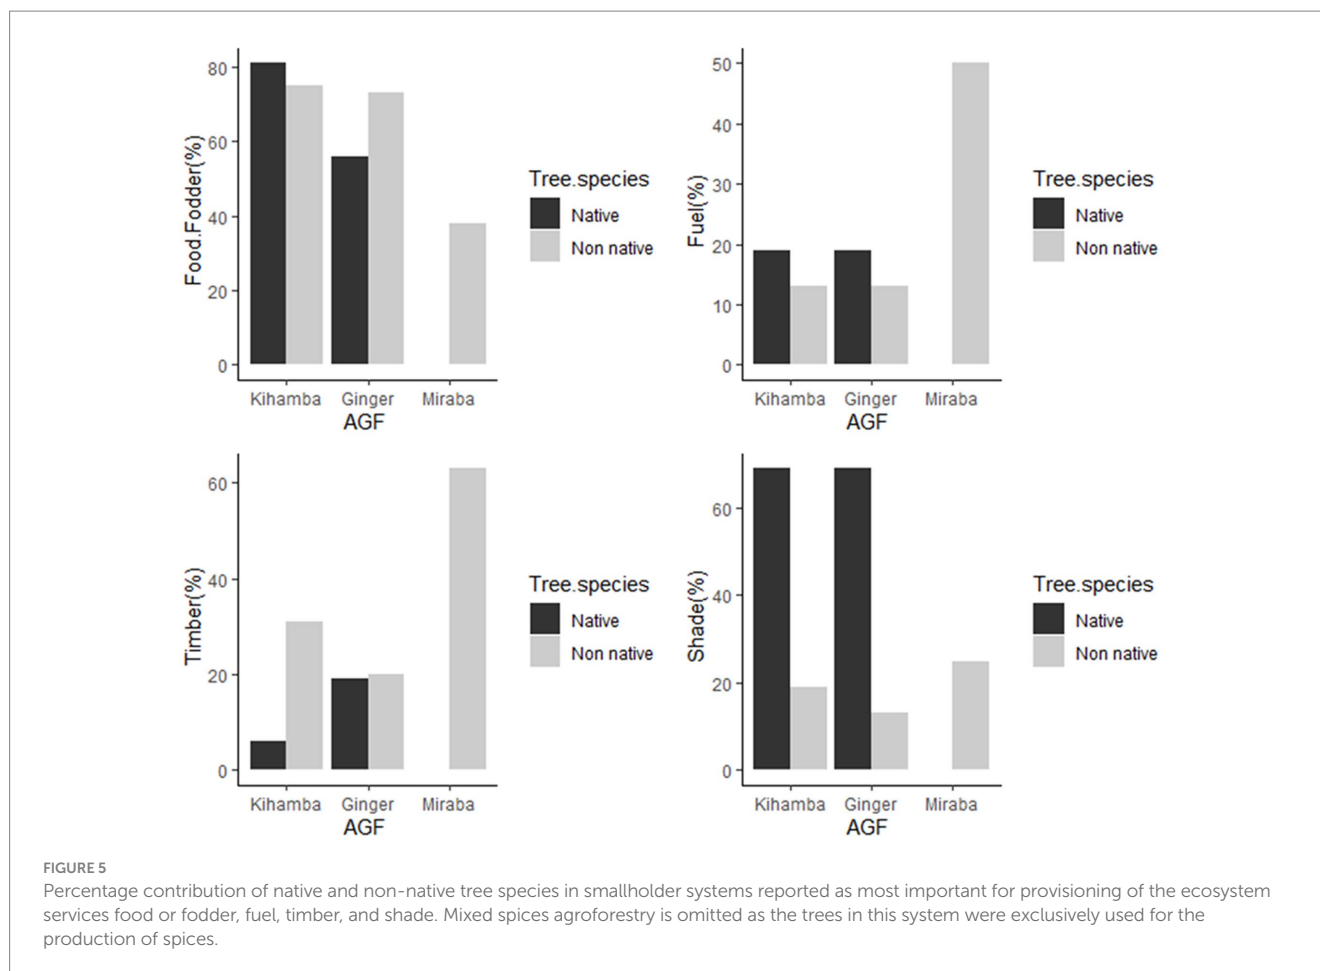 80
60
40
20
0
Food.Fodder(%)
Kihamba Ginger Miraba
AGF
Tree.species
Native
Non native
50
40
30
20
10
0
Fuel(%)
Kihamba Ginger Miraba
AGF
Tree.species
Native
Non native
60
40
20
0
Timber(%)
Kihamba Ginger Miraba
AGF
Tree.species
Native
Non native
60
40
20
0
Shade(%)
Kihamba Ginger Miraba
AGF
Tree.species
Native
Non native
FIGURE 5
Percentage contribution of native and non-native tree species in smallholder systems reported as most important for provisioning of the ecosystem
services food or fodder, fuel, timber, and shade. Mixed spices agroforestry is omitted as the trees in this system were exclusively used for the
production of spices.